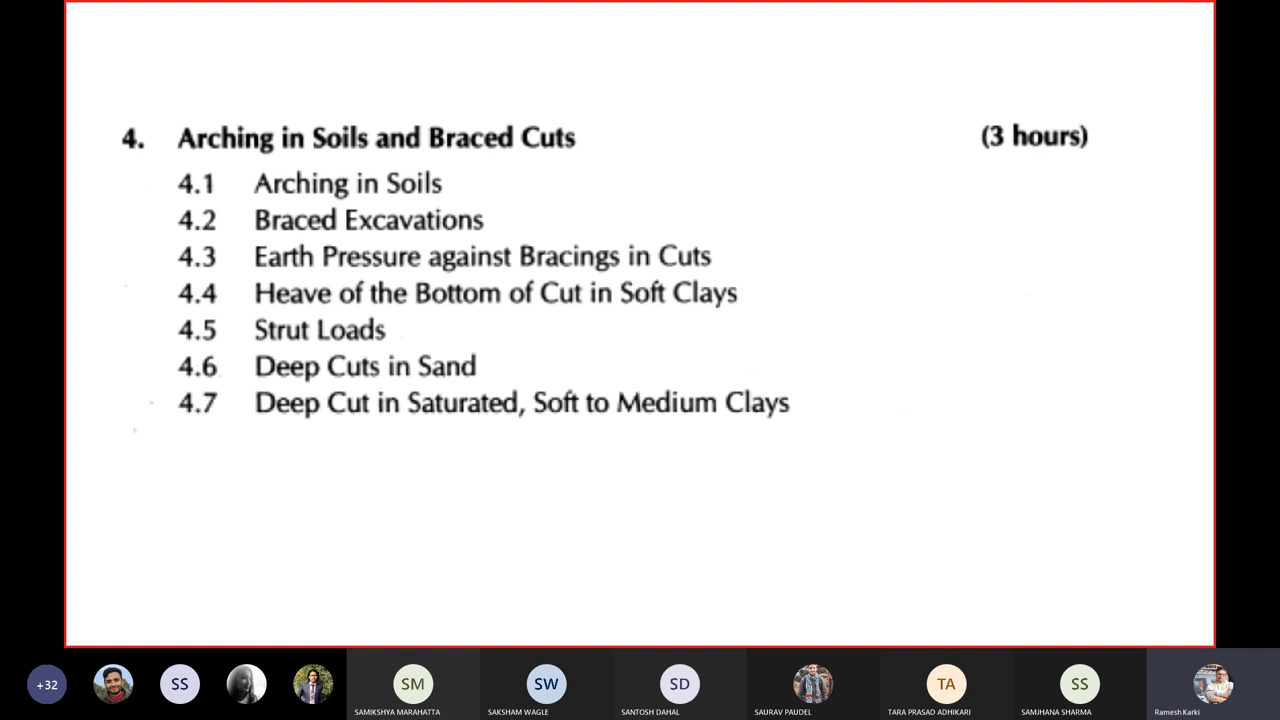 4. Arching in Soils and Braced Cuts (3 hours)
4.1 Arching in Soils
4.2 Braced Excavations
4.3 Earth Pressure against Bracings in Cuts
4.4 Heave of the Bottom of Cut in Soft Clays
4.5 Strut Loads
4.6 Deep Cuts in Sand
4.7 Deep Cut in Saturated, Soft to Medium Clays
+32 SS SM SW SD TA SS
SAMIKSHYA MARAHATTA SAKSHAM WAGLE SANTOSH DAHAL SAURAV PAUDEL TARA PRASAD ADHIKARI SAMJHANA SHARMA Ramesh Karki